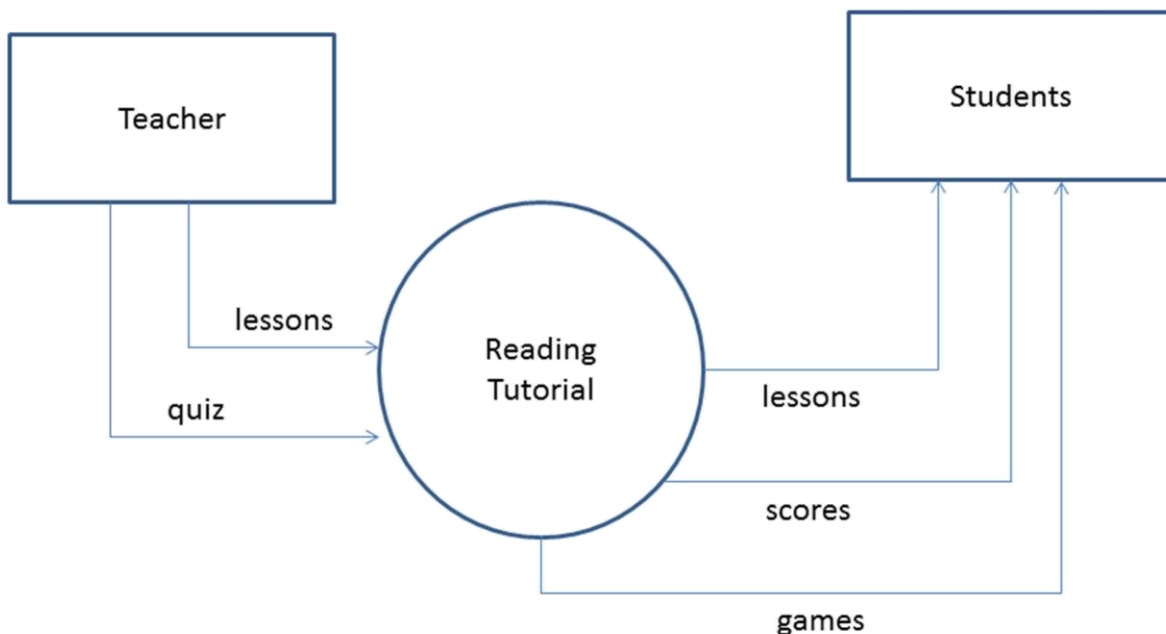 Teacher
Students
lessons
quiz
Reading
Tutorial
lessons
scores
games